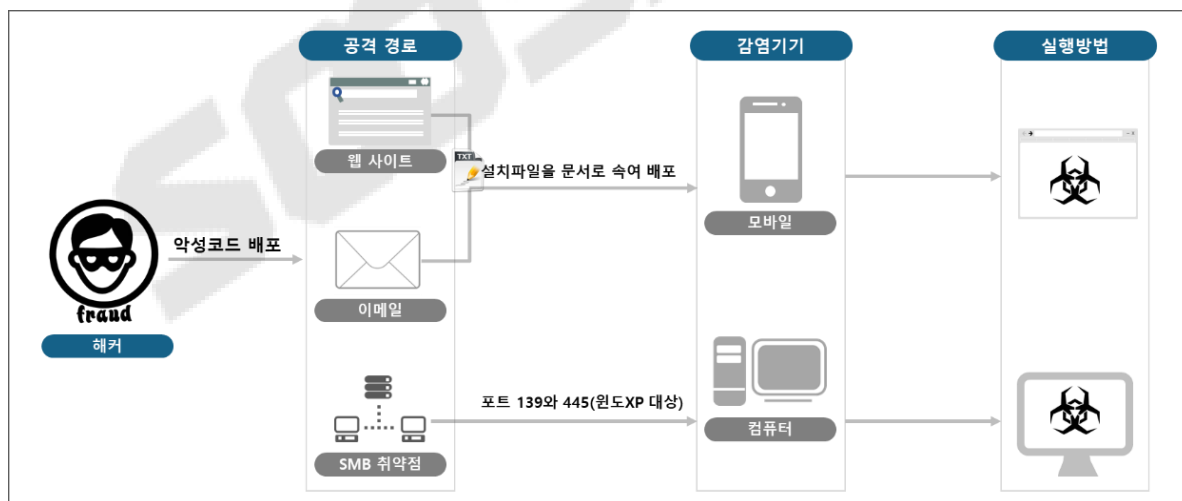 공격 경로
감염기기
실행방법
웹 사이트
TXT
설치파일을 문서로 속여 배포
모바일
악성코드 배포
fraud
해커
이메일
포트 139와 445(윈도XP 대상)
컴퓨터
SMB 취약점